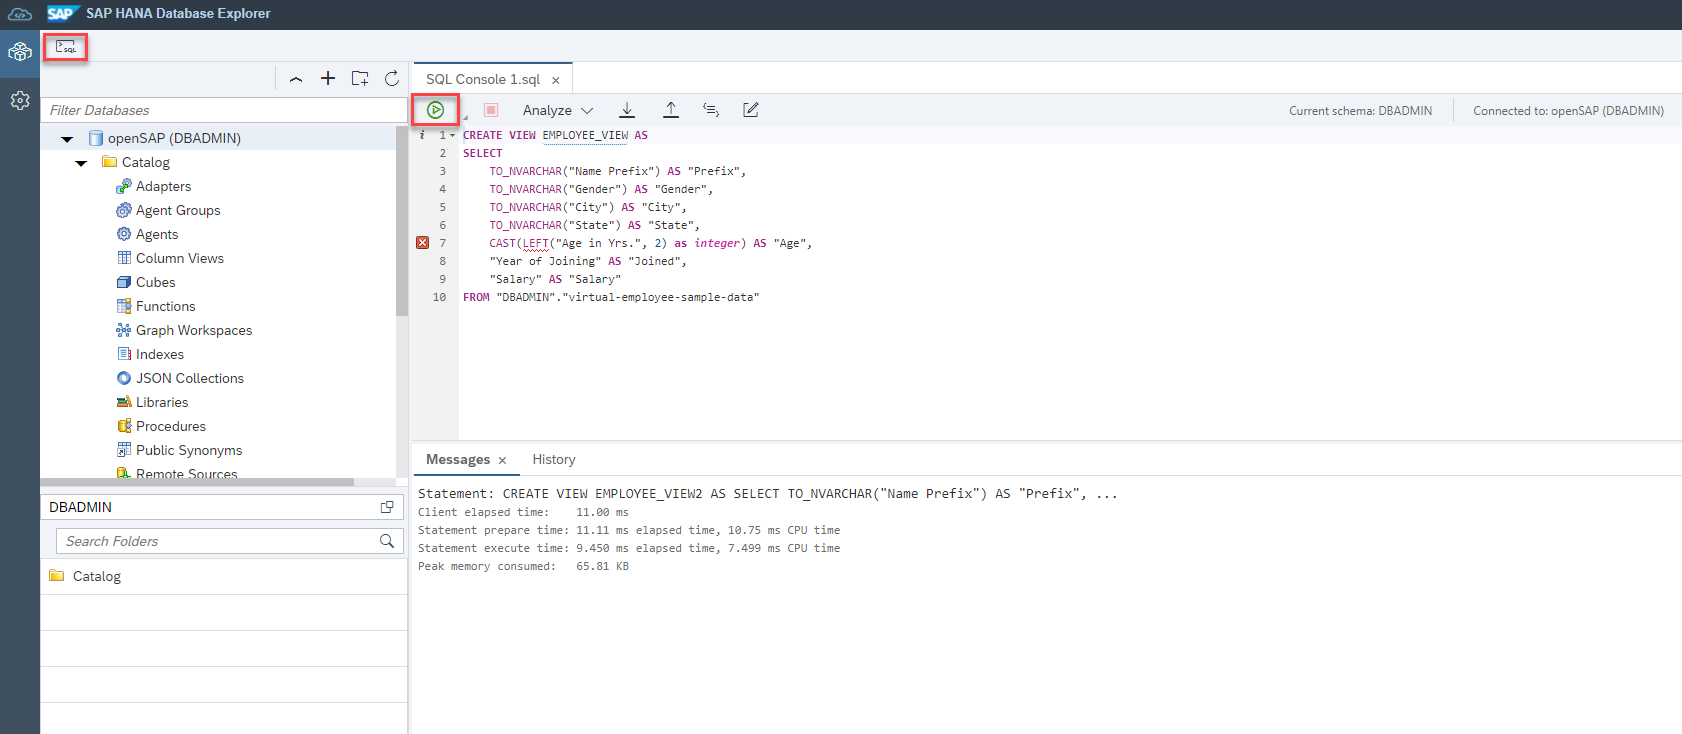 SAP SAP HANA Database Explorer
SQL
SQL Console 1.sql ×
Analyze
Current schema: DBADMIN
Connected to: openSAP (DBADMIN)
Filter Databases
openSAP (DBADMIN)
Catalog
Adapters
Agent Groups
Agents
Column Views
Cubes
Functions
Graph Workspaces
Indexes
JSON Collections
Libraries
Procedures
Public Synonyms
Remote Sources
DBADMIN
Search Folders
Catalog
i 1 CREATE VIEW EMPLOYEE_VIEW AS
2 SELECT
3 TO_NVARCHAR("Name Prefix") AS "Prefix",
4 TO_NVARCHAR("Gender") AS "Gender",
5 TO_NVARCHAR("City") AS "City",
6 TO_NVARCHAR("State") AS "State",
7 CAST(LEFT("Age in Yrs.", 2) as integer) AS "Age",
8 "Year of Joining" AS "Joined",
9 "Salary" AS "Salary"
10 FROM "DBADMIN"."virtual-employee-sample-data"
Messages × History
Statement: CREATE VIEW EMPLOYEE_VIEW2 AS SELECT TO_NVARCHAR("Name Prefix") AS "Prefix", ...
Client elapsed time: 11.00 ms
Statement prepare time: 11.11 ms elapsed time, 10.75 ms CPU time
Statement execute time: 9.450 ms elapsed time, 7.499 ms CPU time
Peak memory consumed: 65.81 KB